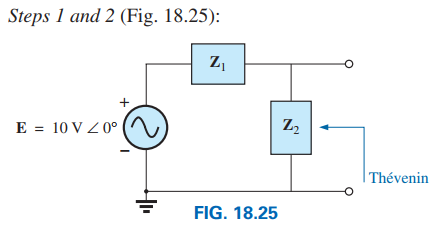 Steps 1 and 2 (Fig. 18.25):
Z₁
+
E = 10 V ∠ 0°
Z₂
–
Thévenin
FIG. 18.25